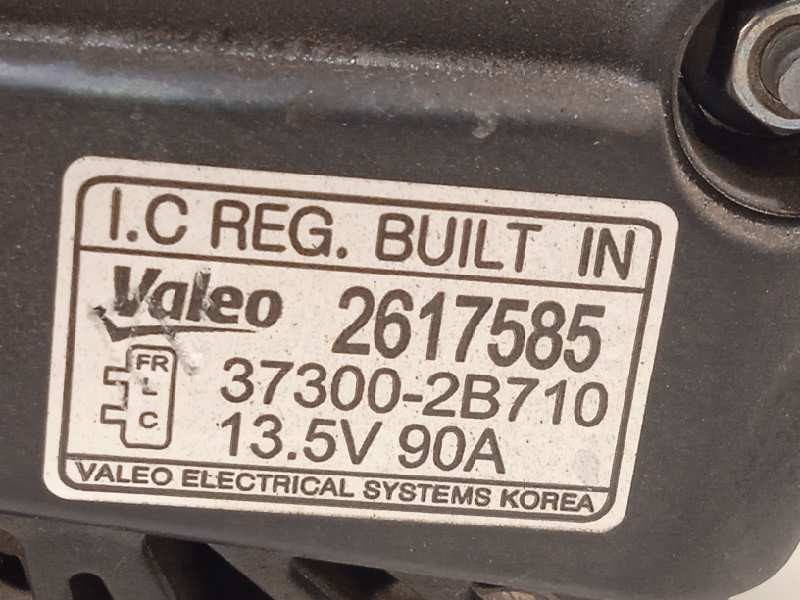 I.C REG. BUILT IN
Valeo 2617585
FR
L
C
37300-2B710
13.5V 90A
VALEO ELECTRICAL SYSTEMS KOREA